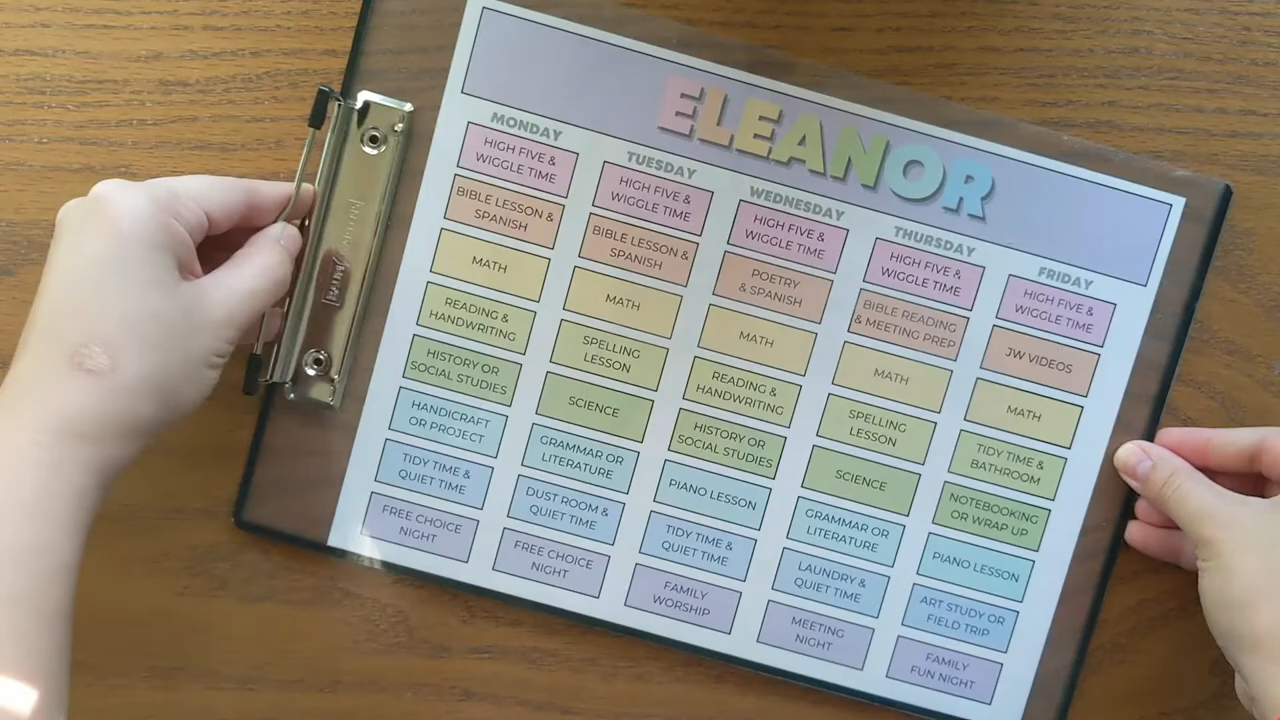 ELEANOR
MONDAY
HIGH FIVE &
WIGGLE TIME
BIBLE LESSON &
SPANISH
MATH
READING &
HANDWRITING
HISTORY OR
SOCIAL STUDIES
HANDICRAFT
OR PROJECT
TIDY TIME &
QUIET TIME
FREE CHOICE
NIGHT
TUESDAY
HIGH FIVE &
WIGGLE TIME
BIBLE LESSON &
SPANISH
MATH
SPELLING
LESSON
SCIENCE
GRAMMAR OR
LITERATURE
DUST ROOM &
QUIET TIME
FREE CHOICE
NIGHT
WEDNESDAY
HIGH FIVE &
WIGGLE TIME
POETRY
& SPANISH
MATH
READING &
HANDWRITING
HISTORY OR
SOCIAL STUDIES
PIANO LESSON
TIDY TIME &
QUIET TIME
FAMILY
WORSHIP
THURSDAY
HIGH FIVE &
WIGGLE TIME
BIBLE READING
& MEETING PREP
MATH
SPELLING
LESSON
SCIENCE
GRAMMAR OR
LITERATURE
LAUNDRY &
QUIET TIME
MEETING
NIGHT
FRIDAY
HIGH FIVE &
WIGGLE TIME
JW VIDEOS
MATH
TIDY TIME &
BATHROOM
NOTEBOOKING
OR WRAP UP
PIANO LESSON
ART STUDY OR
FIELD TRIP
FAMILY
FUN NIGHT